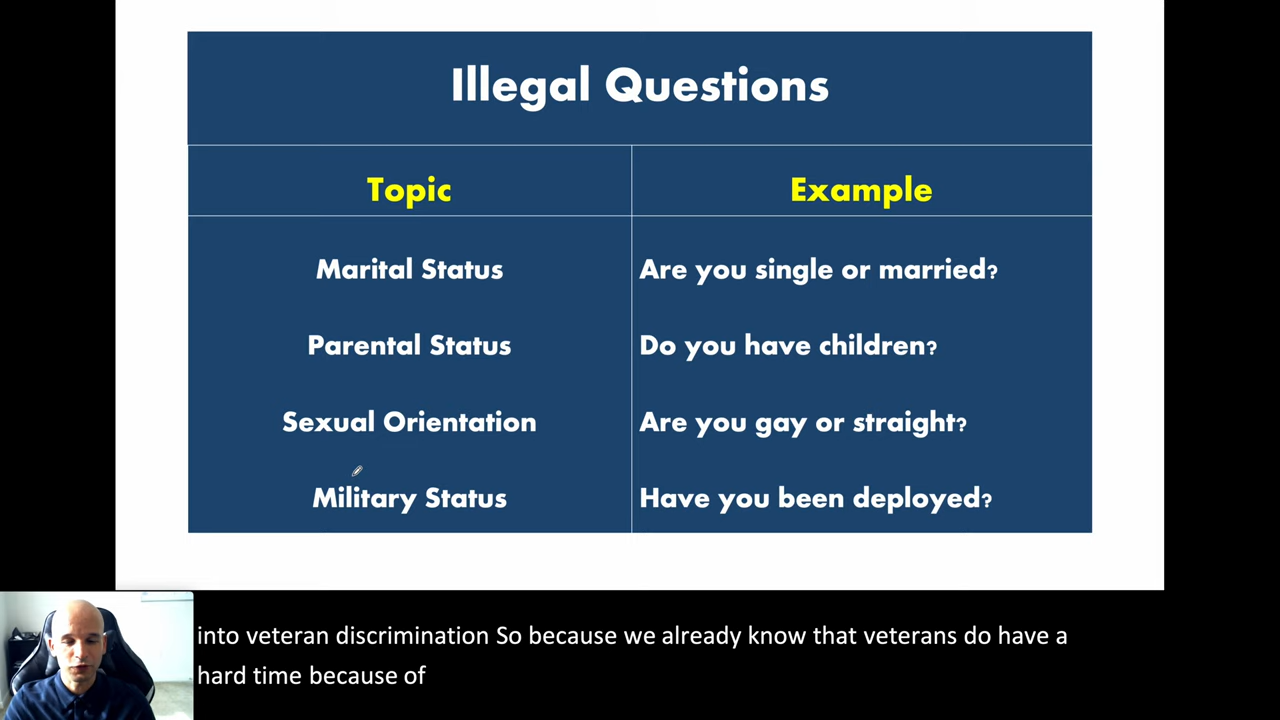 Illegal Questions
Topic
Example
Marital Status
Are you single or married?
Parental Status
Do you have children?
Sexual Orientation
Are you gay or straight?
Military Status
Have you been deployed?
into veteran discrimination So because we already know that veterans do have a
hard time because of